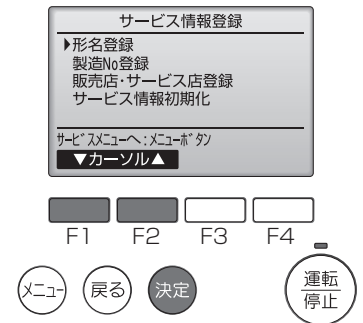 サービス情報登録
▶形名登録
製造No登録
販売店・サービス店登録
サービス情報初期化
ｻｰﾋﾞｽﾒﾆｭｰへ:ﾒﾆｭｰﾎﾞﾀﾝ
▼カーソル▲
F1 F2 F3 F4
メニュー 戻る 決定 運転
停止